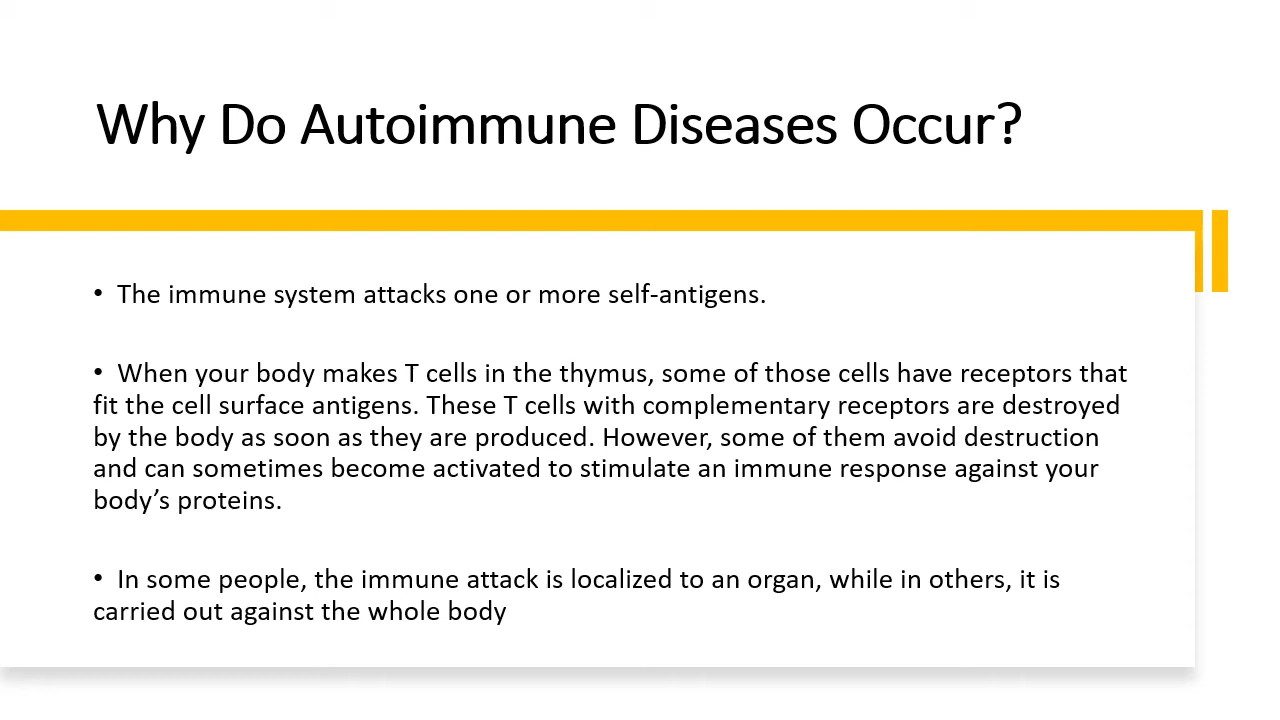 Why Do Autoimmune Diseases Occur?
• The immune system attacks one or more self-antigens.
• When your body makes T cells in the thymus, some of those cells have receptors that
fit the cell surface antigens. These T cells with complementary receptors are destroyed
by the body as soon as they are produced. However, some of them avoid destruction
and can sometimes become activated to stimulate an immune response against your
body’s proteins.
• In some people, the immune attack is localized to an organ, while in others, it is
carried out against the whole body